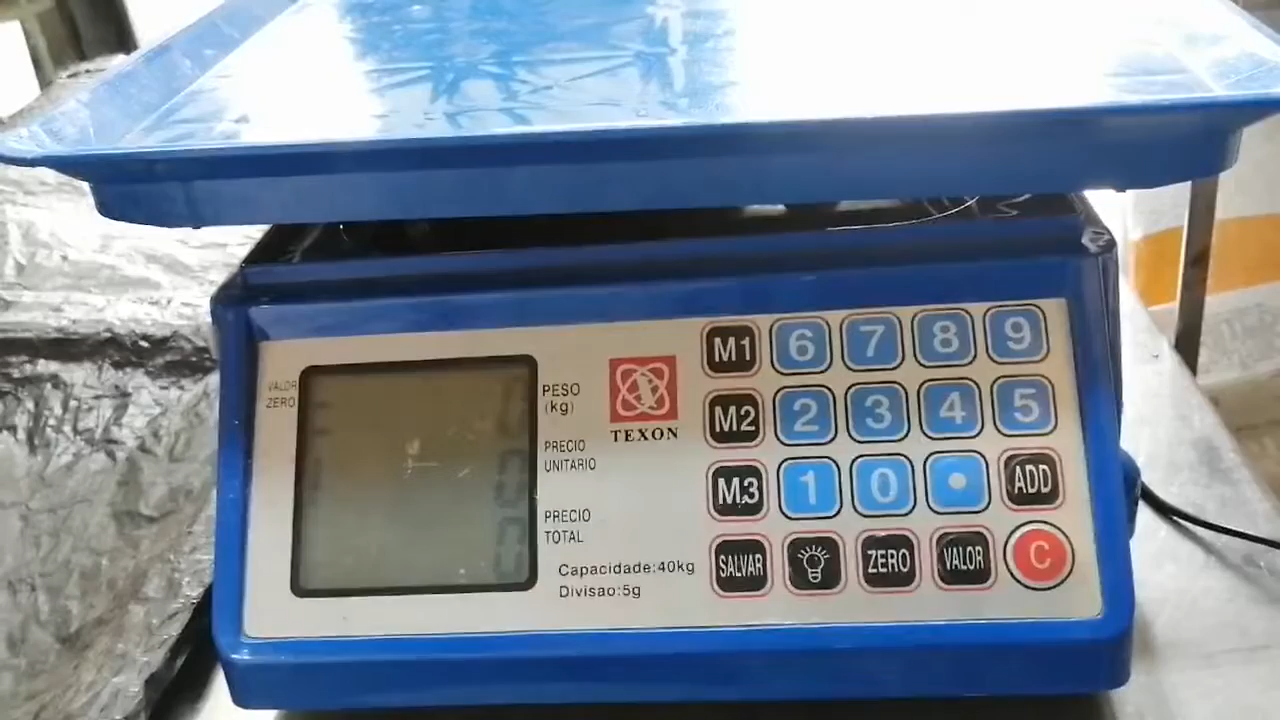 VALOR
ZERO
PESO
(kg)
PRECIO
UNITARIO
PRECIO
TOTAL
TEXON
Capacidade:40kg
Divisao:5g
M1 6 7 8 9
M2 2 3 4 5
M3 1 0 • ADD
SALVAR ZERO VALOR C